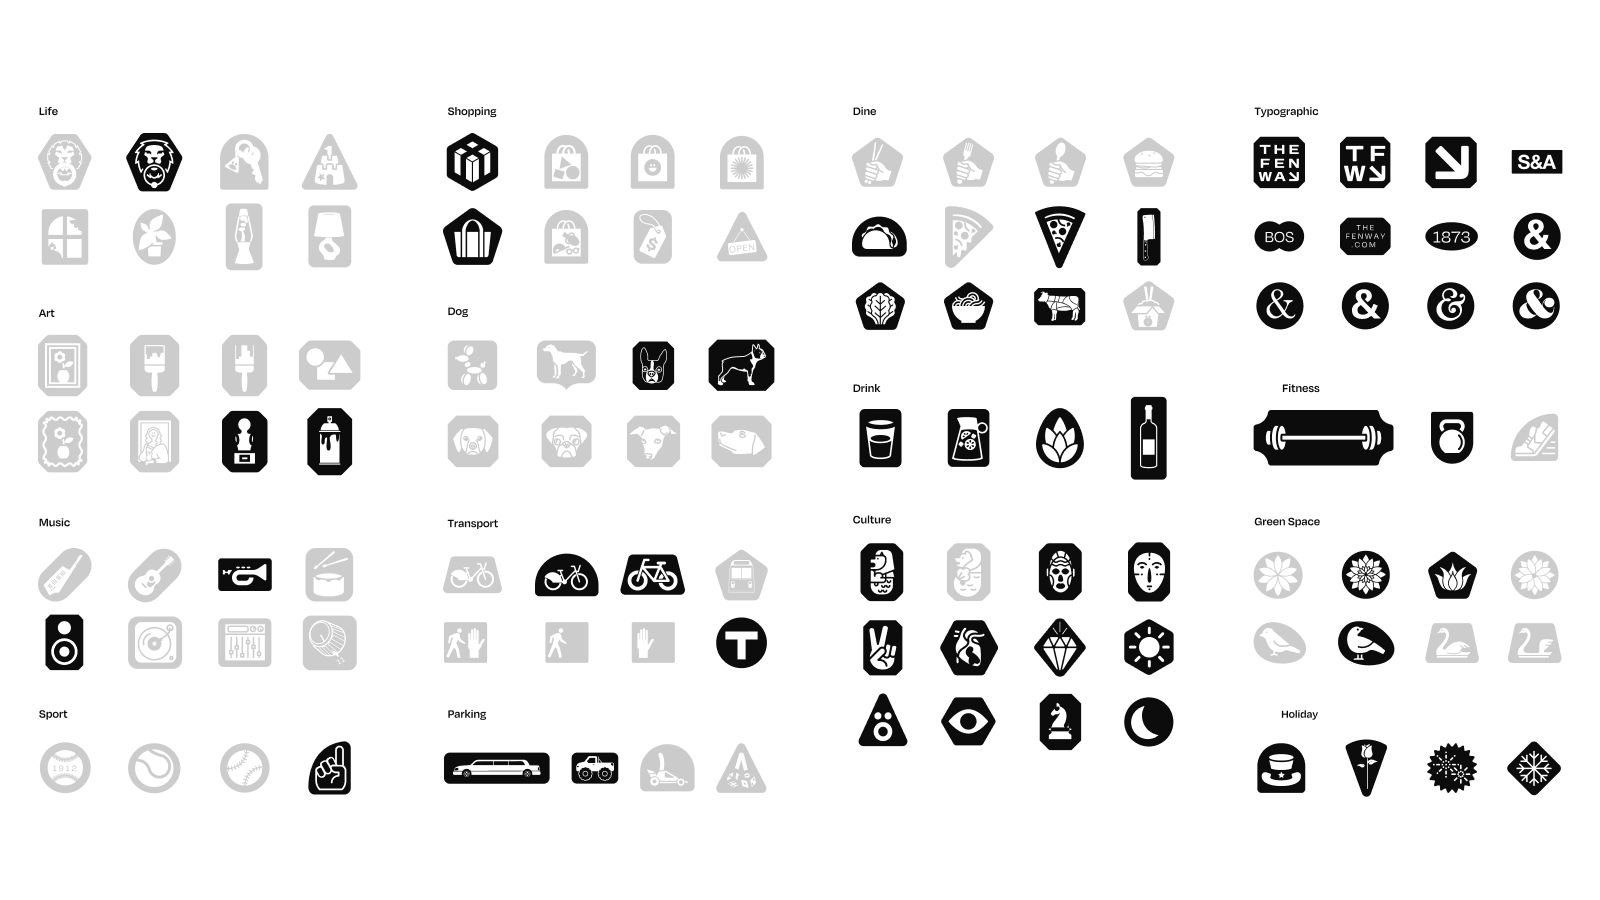 Life
Shopping
$
OPEN
Art
Dog
Music
Transport
T
Sport
1912
Parking
Dine
Drink
Culture
Typographic
THE
FEN
WA
TF
W
S&A
BOS
THE
FENWAY
.COM
1873
&
&
&
&
&
Fitness
Green Space
Holiday